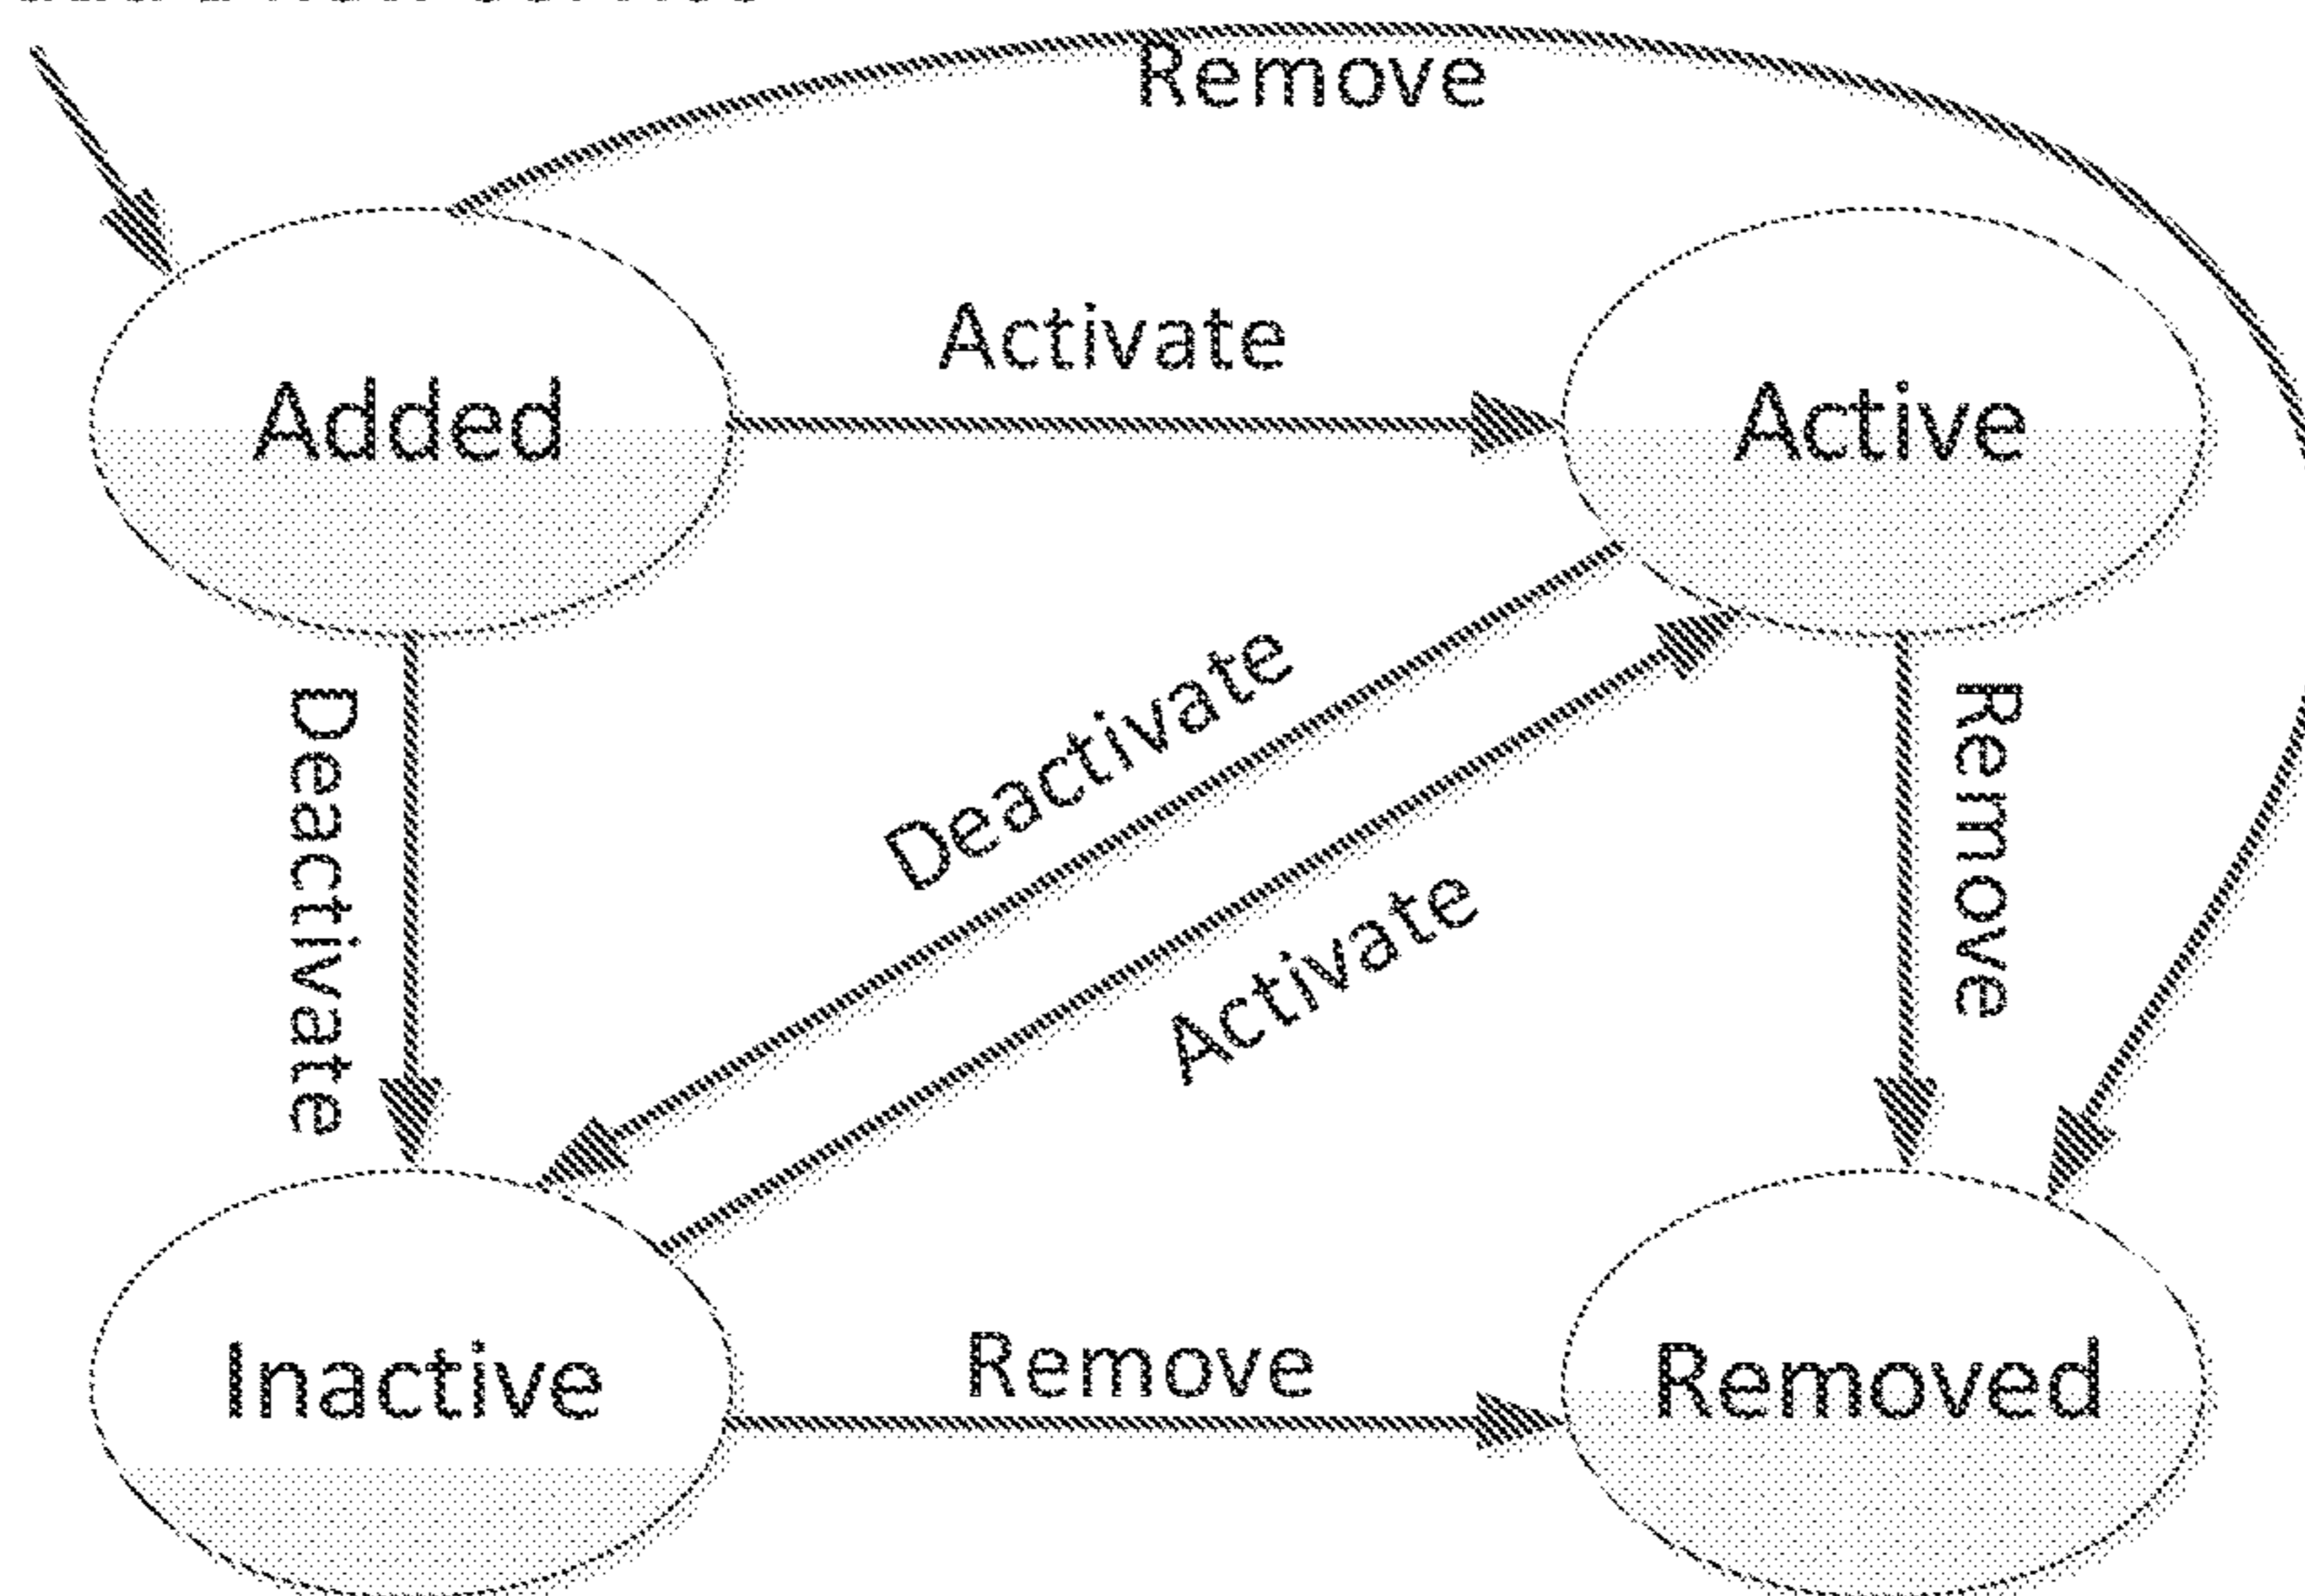 Remove
Activate
Added
Active
Deactivate
Deactivate
Activate
Remove
Inactive
Remove
Removed